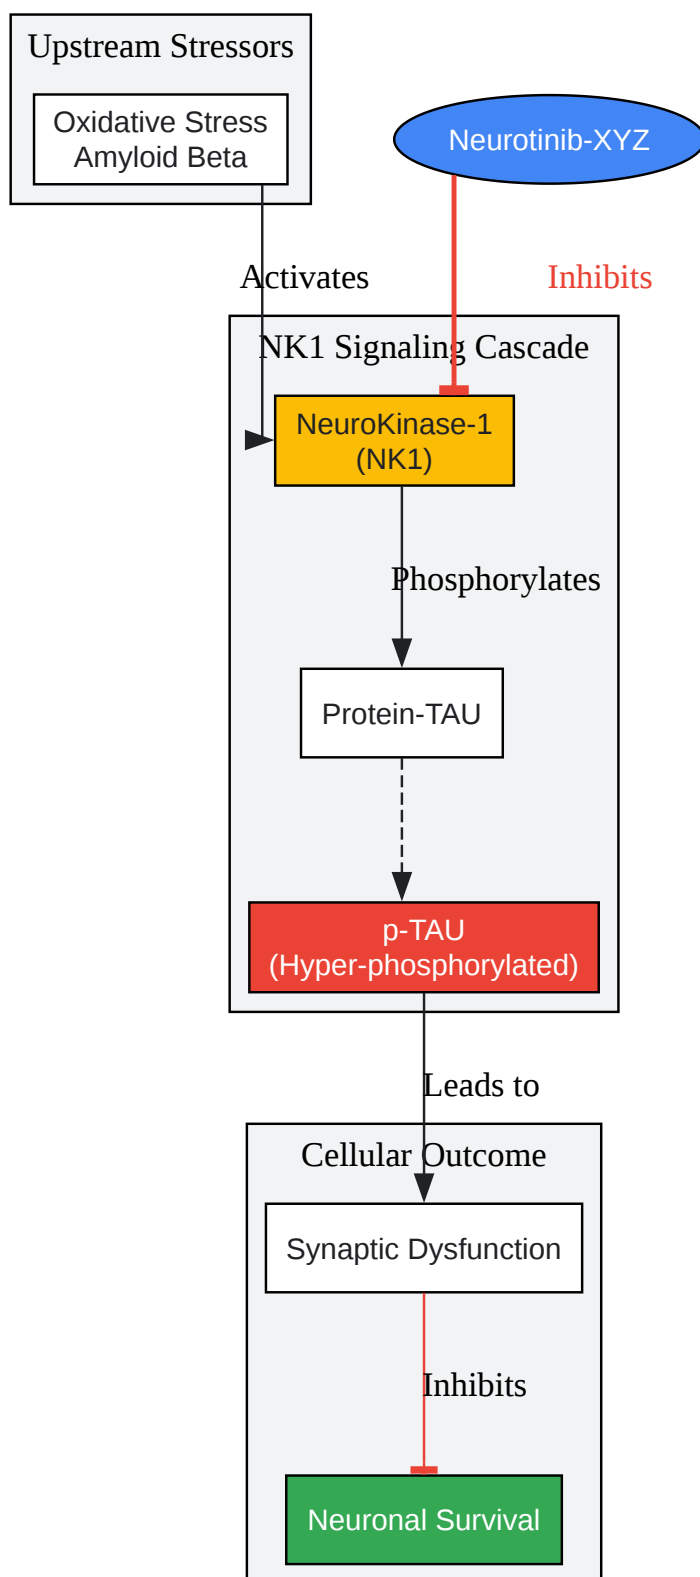 Upstream Stressors
Oxidative Stress
Amyloid Beta
Neurotinib-XYZ
Activates
Inhibits
NK1 Signaling Cascade
NeuroKinase-1
(NK1)
Phosphorylates
Protein-TAU
p-TAU
(Hyper-phosphorylated)
Leads to
Cellular Outcome
Synaptic Dysfunction
Inhibits
Neuronal Survival